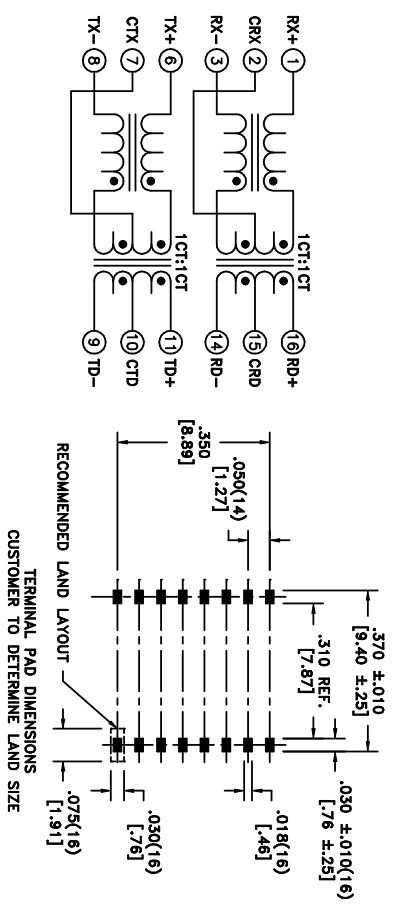 RX+ 1
CRX 2
RX- 3
TX+ 6
CTX 7
TX- 8
1CT:1CT
1CT:1CT
16 RD+
15 CRD
14 RD-
11 TD+
10 CTD
9 TD-
.370 ±.010
[9.40 ±.25]
.310 REF.
[7.87]
.030 ±.010(16)
[.76 ±.25]
.050(14)
[1.27]
.018(16)
[.46]
.350
[8.89]
.030(16)
[.76]
.075(16)
[1.91]
RECOMMENDED LAND LAYOUT
TERMINAL PAD DIMENSIONS
CUSTOMER TO DETERMINE LAND SIZE